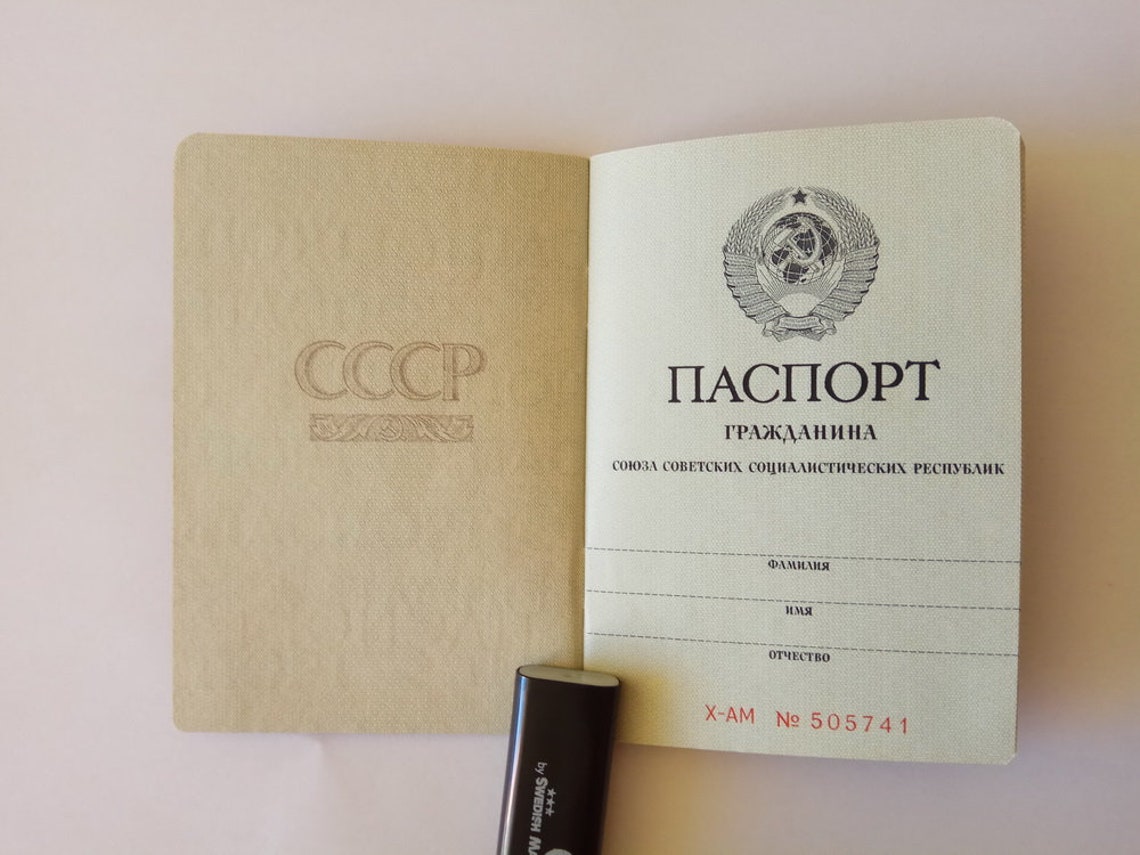 СССР
ПАСПОРТ
ГРАЖДАНИНА
СОЮЗА СОВЕТСКИХ СОЦИАЛИСТИЧЕСКИХ РЕСПУБЛИК
ФАМИЛИЯ
ИМЯ
ОТЧЕСТВО
X-АМ № 505741
by SWEDISH